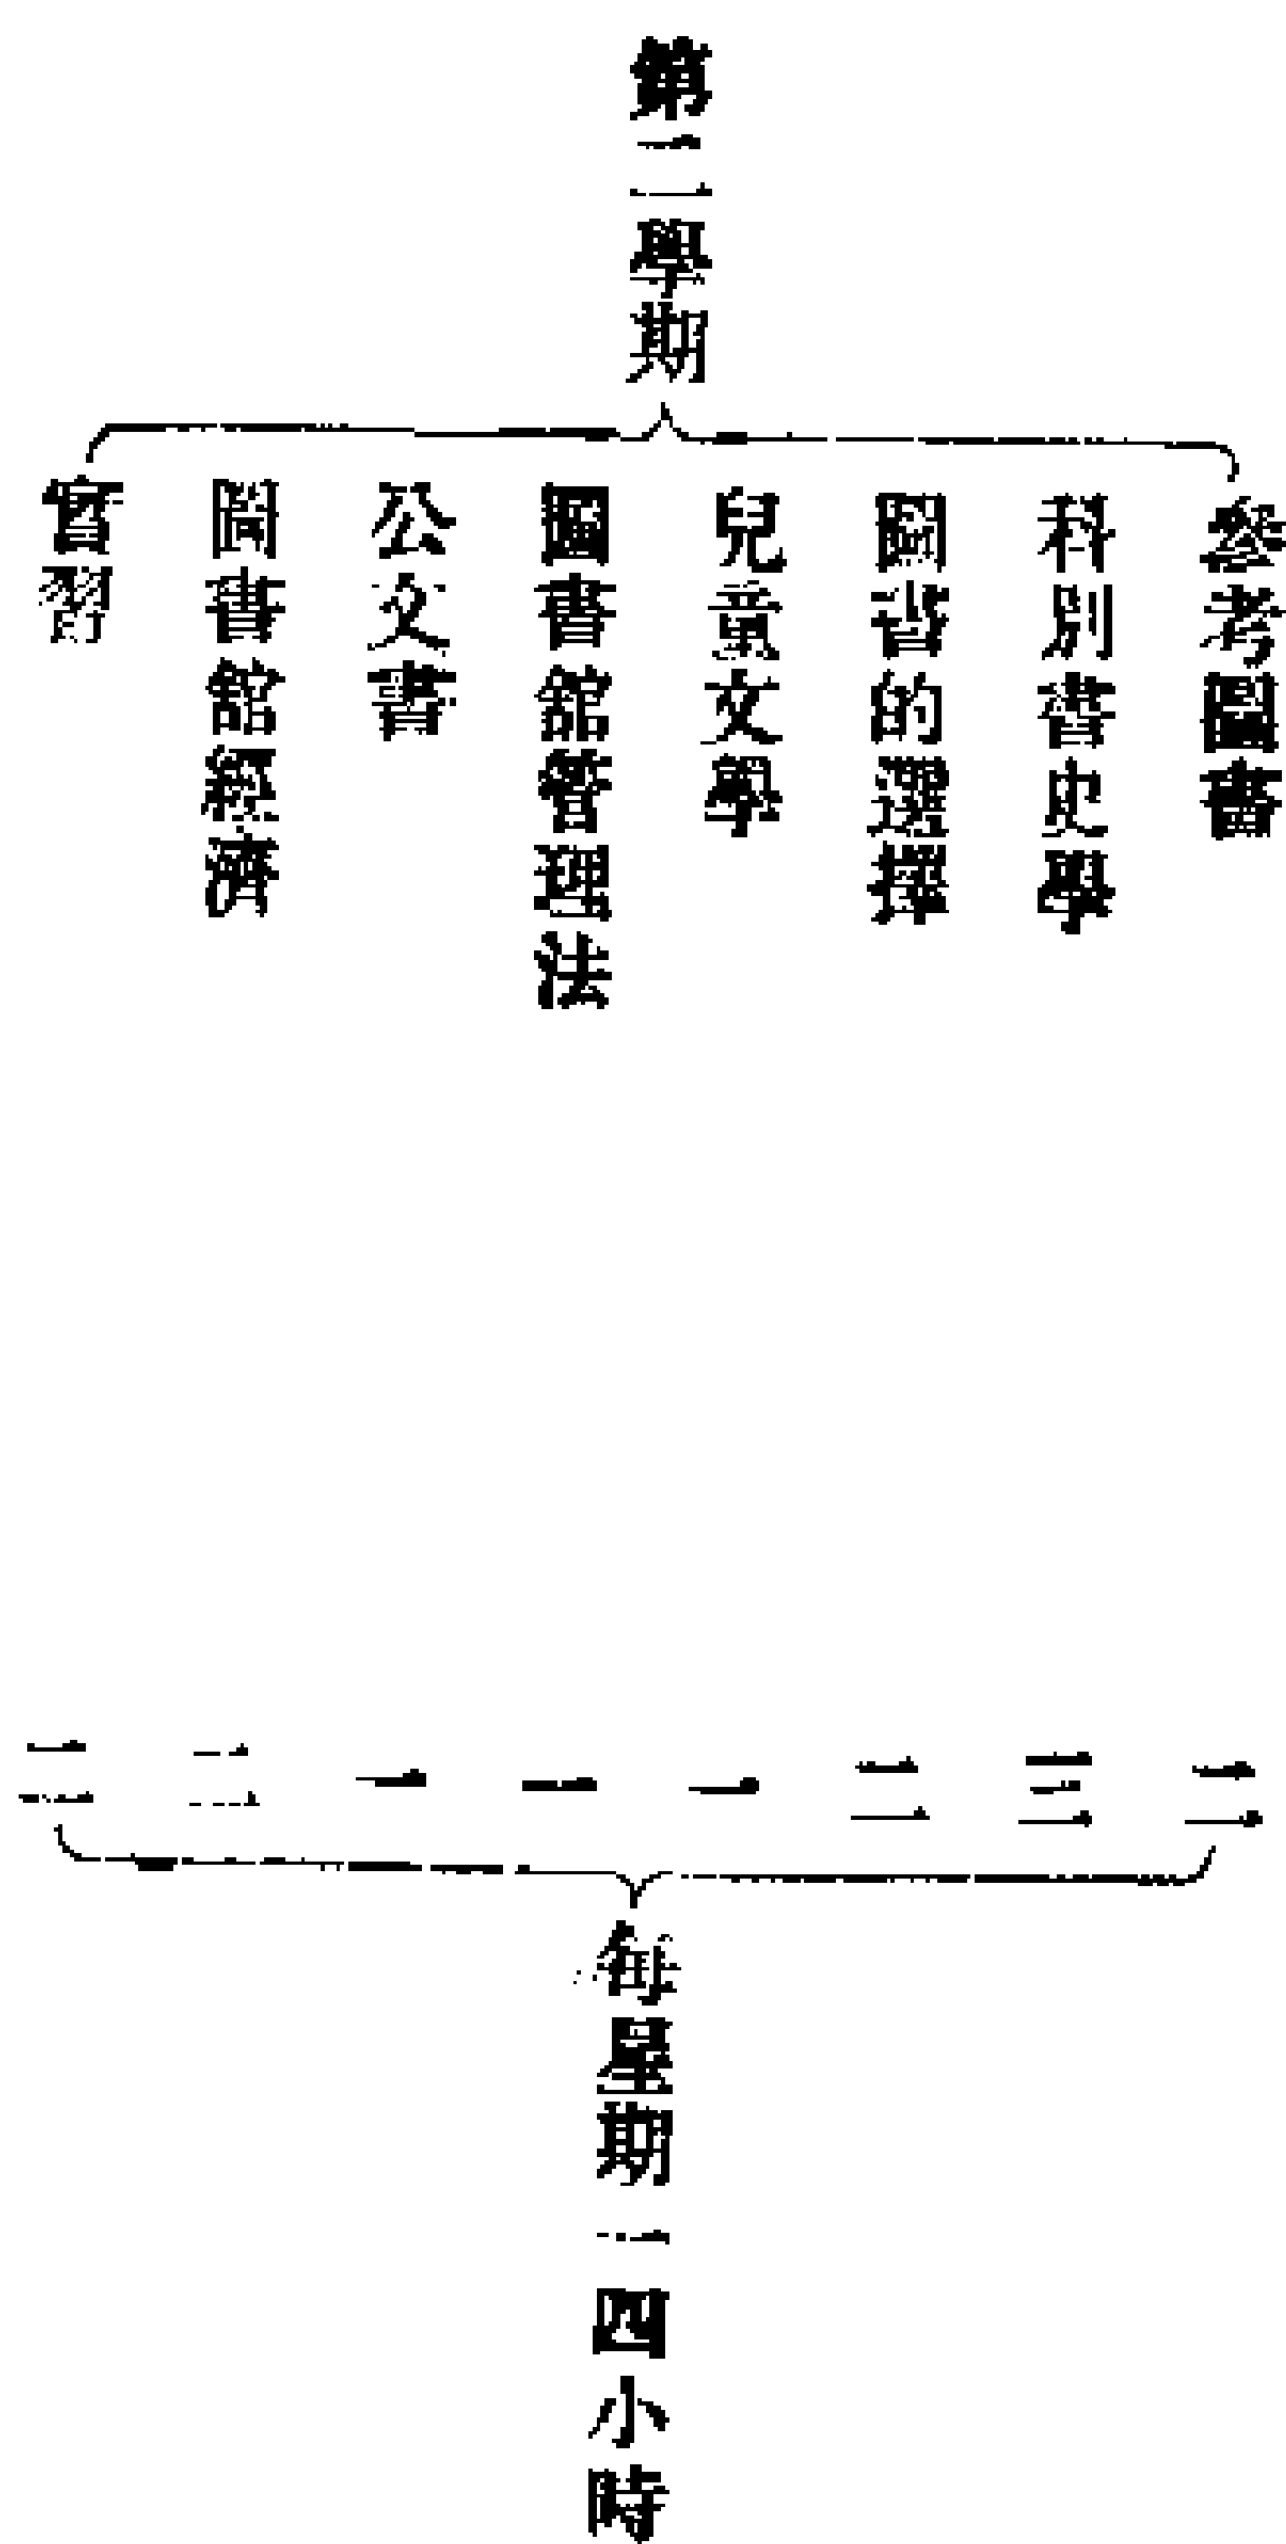 第二學期
參考圖書 二
科別書史學 三
圖書的選擇 二
兒童文學 一
圖書館管理法 一
公文書 一
圖書館經濟 二
實習 二
每星期一四小時